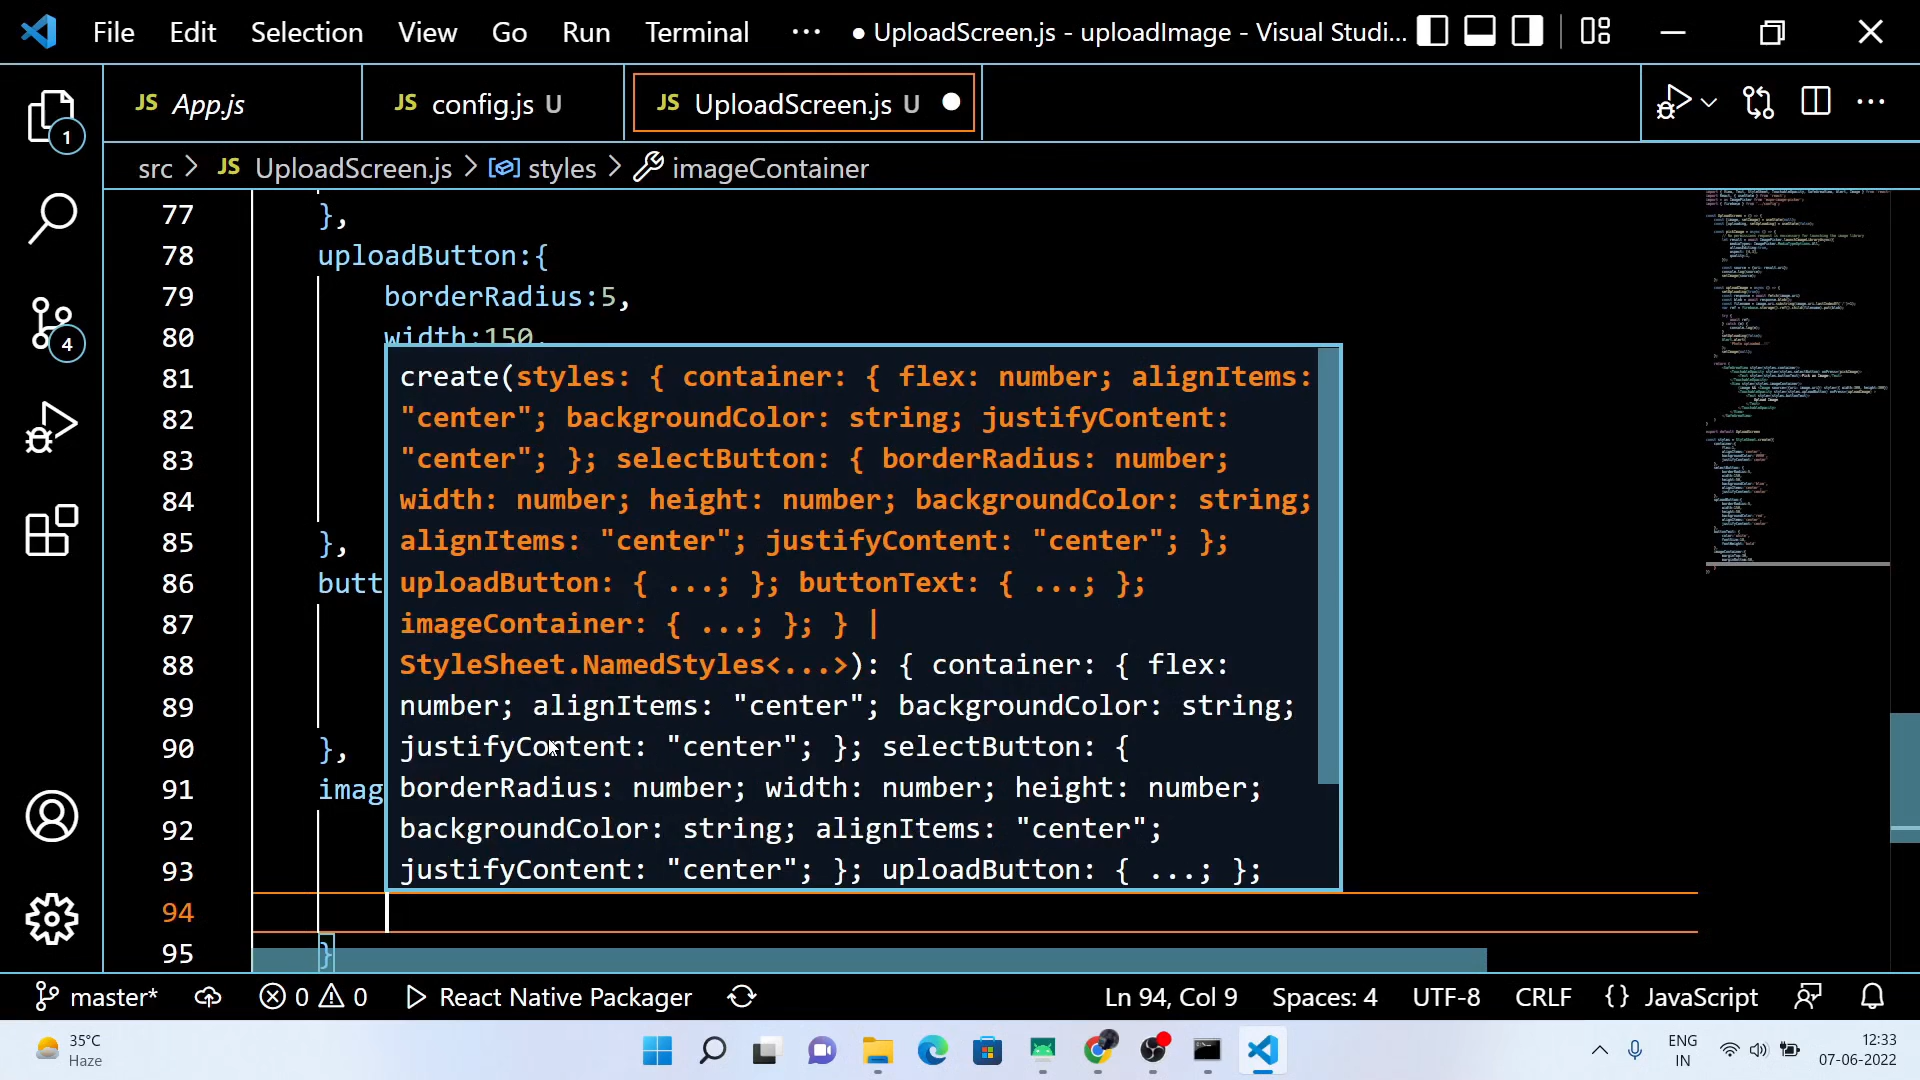 File Edit Selection View Go Run Terminal ··· ● UploadScreen.js - uploadImage - Visual Studi...
JS App.js
JS config.js U
JS UploadScreen.js U
src > JS UploadScreen.js > styles > imageContainer
1
4
77 },
78 uploadButton:{
79 borderRadius:5,
80 width:150,
81
82
83
84
85 },
86 butt
87
88
89
90 },
91 imag
92
93
94
95 }
create(styles: { container: { flex: number; alignItems:
"center"; backgroundColor: string; justifyContent:
"center"; }; selectButton: { borderRadius: number;
width: number; height: number; backgroundColor: string;
alignItems: "center"; justifyContent: "center"; };
uploadButton: { ...; }; buttonText: { ...; };
imageContainer: { ...; }; } |
StyleSheet.NamedStyles<...>): { container: { flex:
number; alignItems: "center"; backgroundColor: string;
justifyContent: "center"; }; selectButton: {
borderRadius: number; width: number; height: number;
backgroundColor: string; alignItems: "center";
justifyContent: "center"; }; uploadButton: { ...; };
master* 0 0 React Native Packager Ln 94, Col 9 Spaces: 4 UTF-8 CRLF {} JavaScript
35°C
Haze
ENG
IN
12:33
07-06-2022